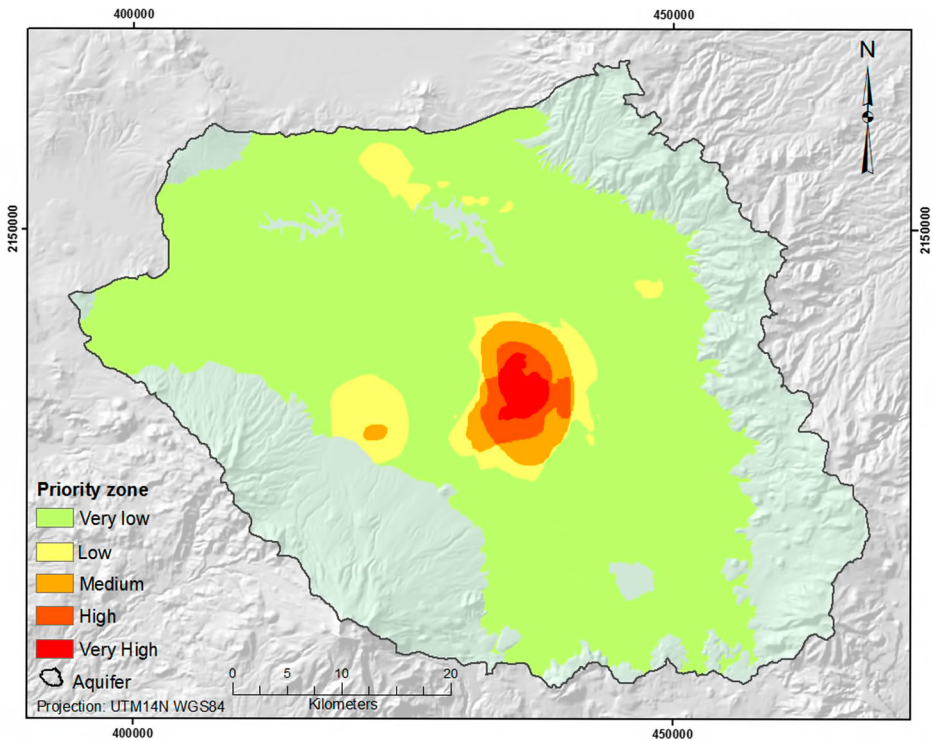 400000
450000
N
2150000
2150000
Priority zone
Very low
Low
Medium
High
Very High
Aquifer
0 5 10 20
Kilometers
Projection: UTM14N WGS84
400000
450000